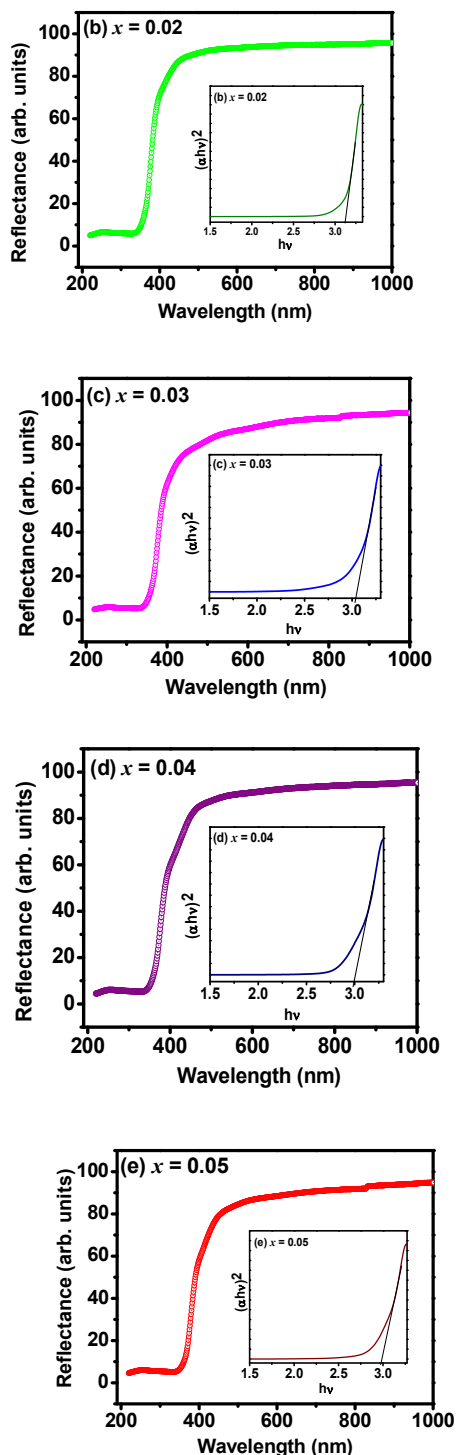 (b) x = 0.02
Reflectance (arb. units)
100
80
60
40
20
0
(b) x = 0.02
(αhν)2
1.5 2.0 2.5 3.0
hν
200 400 600 800 1000
Wavelength (nm)
(c) x = 0.03
Reflectance (arb. units)
100
80
60
40
20
0
(c) x = 0.03
(αhν)2
1.5 2.0 2.5 3.0
hν
200 400 600 800 1000
Wavelength (nm)
(d) x = 0.04
Reflectance (arb. units)
100
80
60
40
20
0
(d) x = 0.04
(αhν)2
1.5 2.0 2.5 3.0
hν
200 400 600 800 1000
Wavelength (nm)
(e) x = 0.05
Reflectance (arb. units)
100
80
60
40
20
0
(e) x = 0.05
(αhν)2
1.5 2.0 2.5 3.0
hν
200 400 600 800 1000
Wavelength (nm)